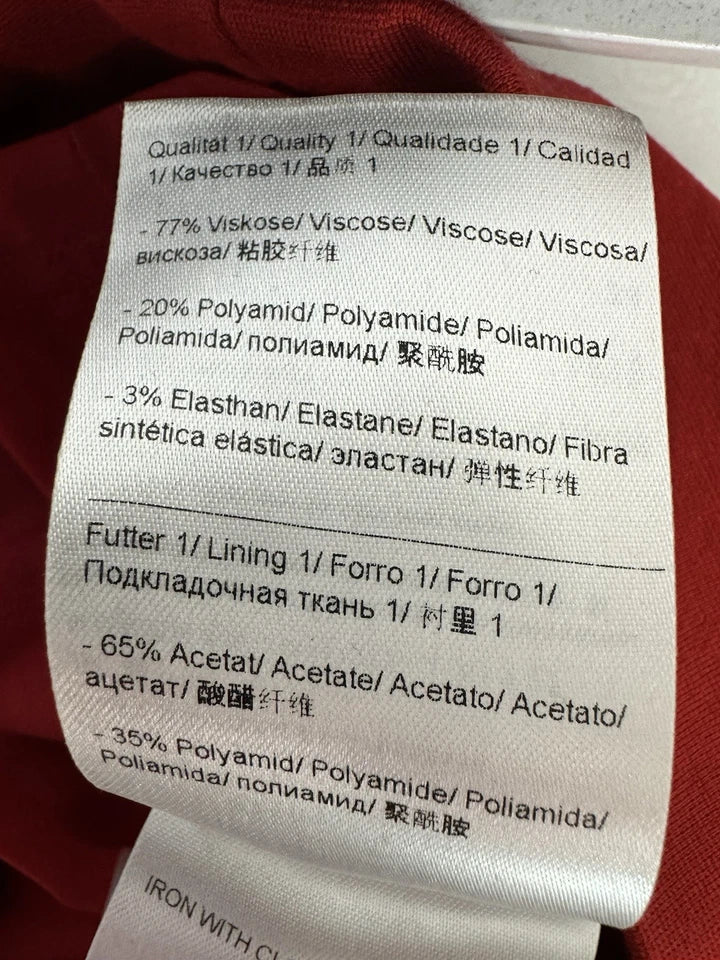 Qualität 1/ Quality 1/ Qualidade 1/ Calidad
1/ Качество 1/ 品质 1
- 77% Viskose/ Viscose/ Viscose/ Viscosa/
вискоза/ 粘胶纤维
- 20% Polyamid/ Polyamide/ Poliamida/
Poliamida/ полиамид/ 聚酰胺
- 3% Elasthan/ Elastane/ Elastano/ Fibra
sintética elástica/ эластан/ 弹性纤维
Futter 1/ Lining 1/ Forro 1/ Forro 1/
Подкладочная ткань 1/ 衬里 1
- 65% Acetat/ Acetate/ Acetato/ Acetato/
ацетат/ 酸醋纤维
- 35% Polyamid/ Polyamide/ Poliamida/
Poliamida/ полиамид/ 聚酰胺
IRON WITH